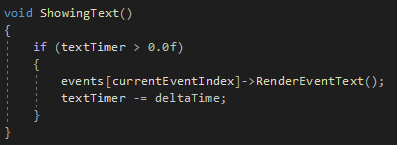 void ShowingText()
{
if (textTimer > 0.0f)
{
events[currentEventIndex]->RenderEventText();
textTimer -= deltaTime;
}
}